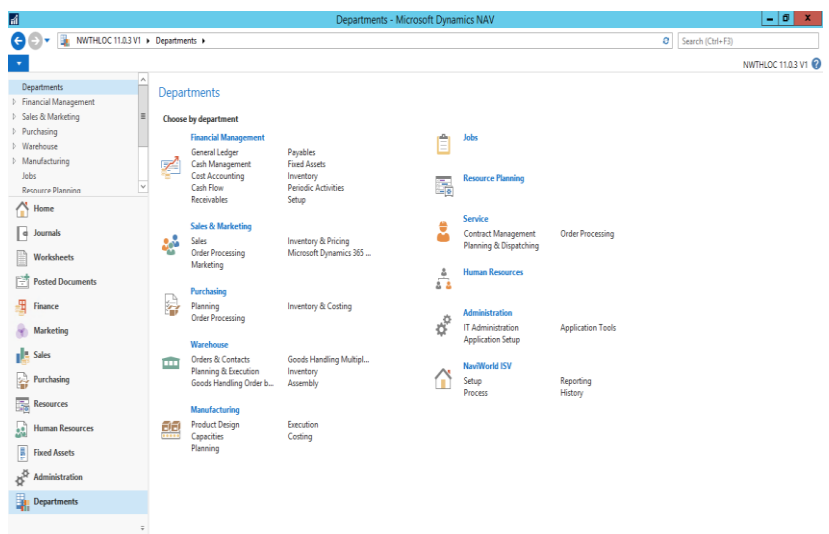 Departments - Microsoft Dynamics NAV
NWTHLOC 11.0.3 V1 Departments
Search (Ctrl+F3)
NWTHLOC 11.0.3 V1
Departments
Financial Management
Sales & Marketing
Purchasing
Warehouse
Manufacturing
Jobs
Resource Planning
Home
Journals
Worksheets
Posted Documents
Finance
Marketing
Sales
Purchasing
Resources
Human Resources
Fixed Assets
Administration
Departments
Departments
Choose by department
Financial Management
General Ledger Payables
Cash Management Fixed Assets
Cost Accounting Inventory
Cash Flow Periodic Activities
Receivables Setup
Sales & Marketing
Sales Inventory & Pricing
Order Processing Microsoft Dynamics 365 ...
Marketing
Purchasing
Planning Inventory & Costing
Order Processing
Warehouse
Orders & Contacts Goods Handling Multipl...
Planning & Execution Inventory
Goods Handling Order b... Assembly
Manufacturing
Product Design Execution
Capacities Costing
Planning
Jobs
Resource Planning
Service
Contract Management Order Processing
Planning & Dispatching
Human Resources
Administration
IT Administration Application Tools
Application Setup
NaviWorld ISV
Setup Reporting
Process History